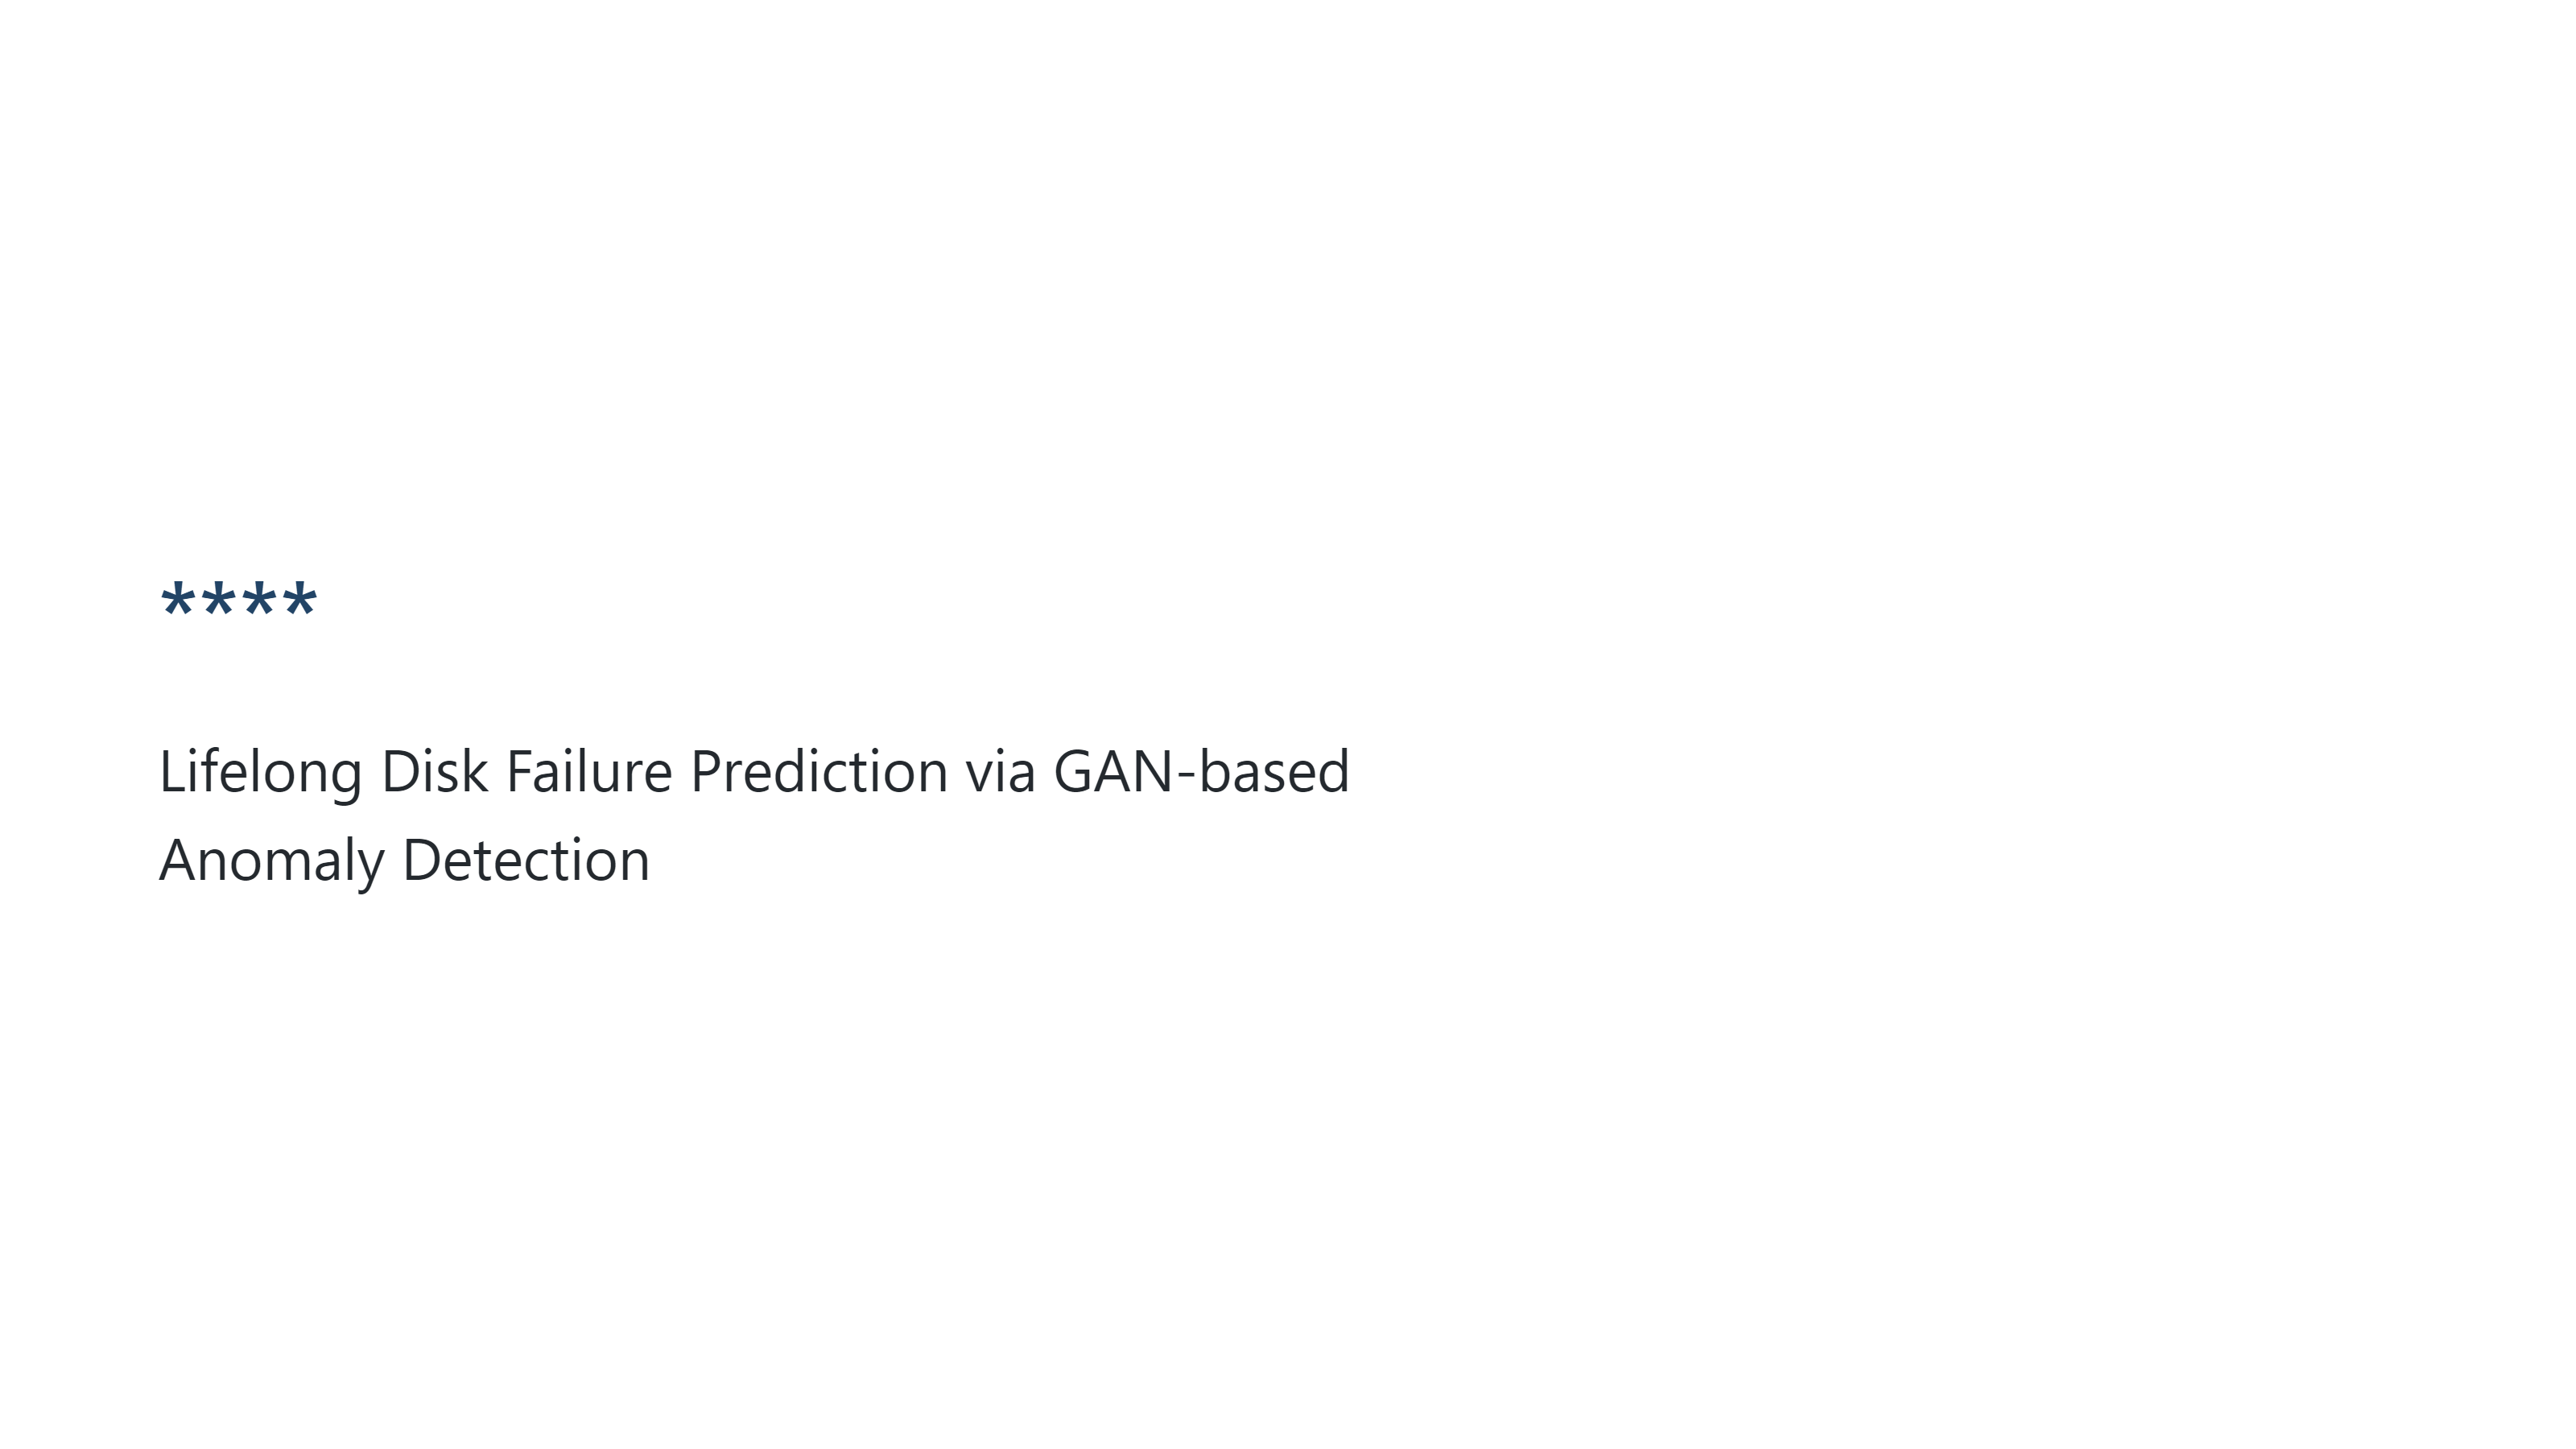 ****
Lifelong Disk Failure Prediction via GAN-based
Anomaly Detection